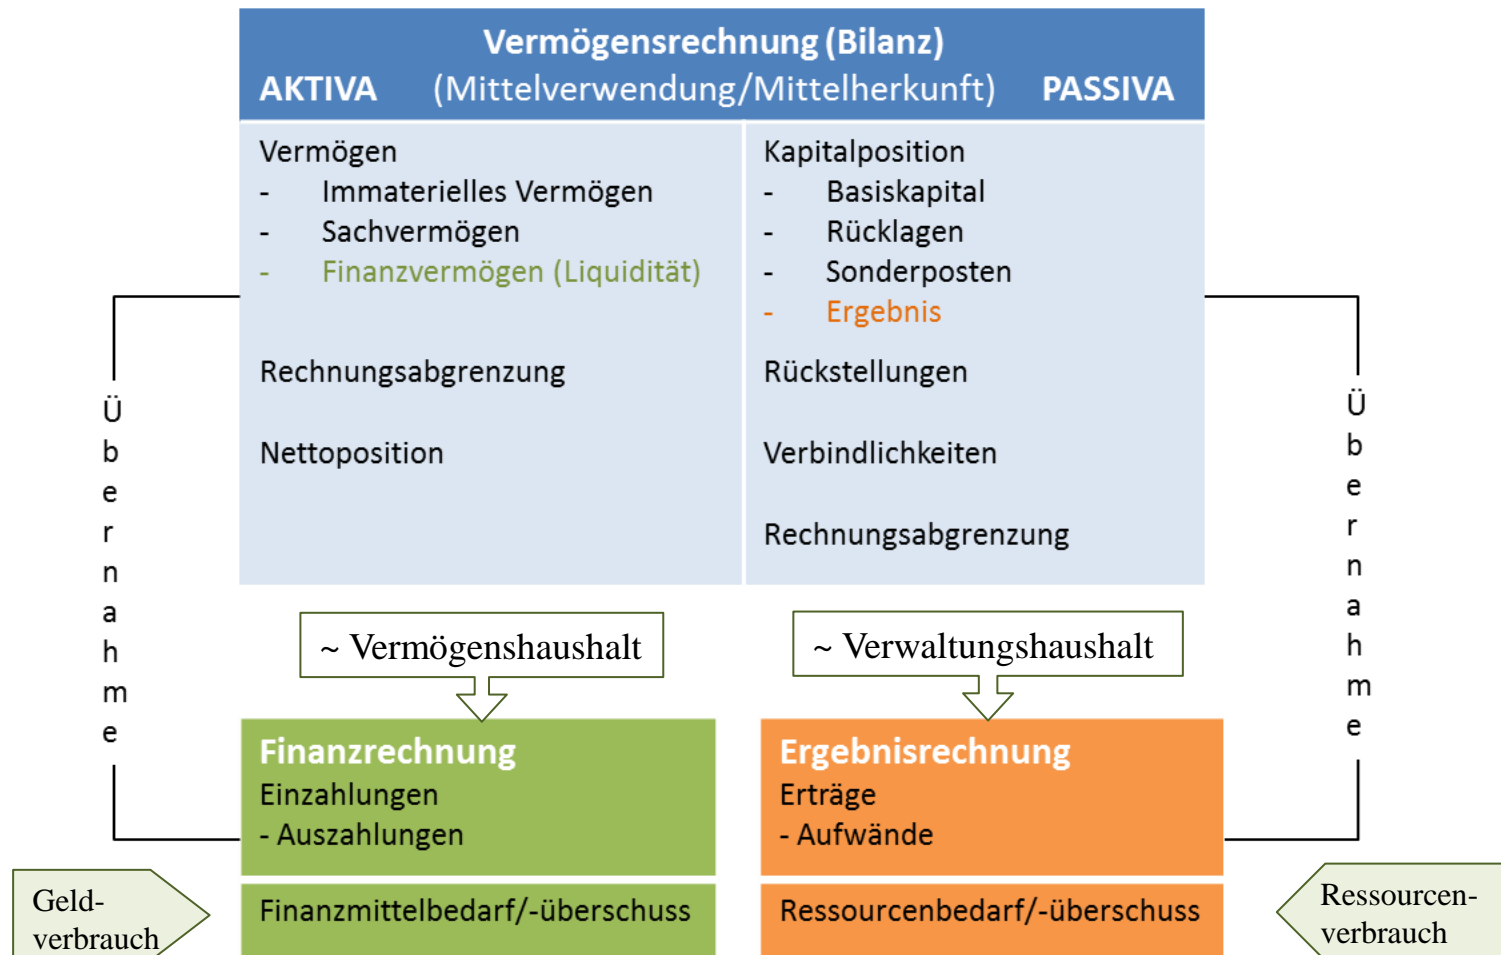 Vermögensrechnung (Bilanz)
AKTIVA (Mittelverwendung/Mittelherkunft) PASSIVA
Vermögen
- Immaterielles Vermögen
- Sachvermögen
- Finanzvermögen (Liquidität)
Rechnungsabgrenzung
Nettoposition
Kapitalposition
- Basiskapital
- Rücklagen
- Sonderposten
- Ergebnis
Rückstellungen
Verbindlichkeiten
Rechnungsabgrenzung
Übernahme
Übernahme
~ Vermögenshaushalt
~ Verwaltungshaushalt
Finanzrechnung
Einzahlungen
- Auszahlungen
Finanzmittelbedarf/-überschuss
Ergebnisrechnung
Erträge
- Aufwände
Ressourcenbedarf/-überschuss
Geld-
verbrauch
Ressourcen-
verbrauch